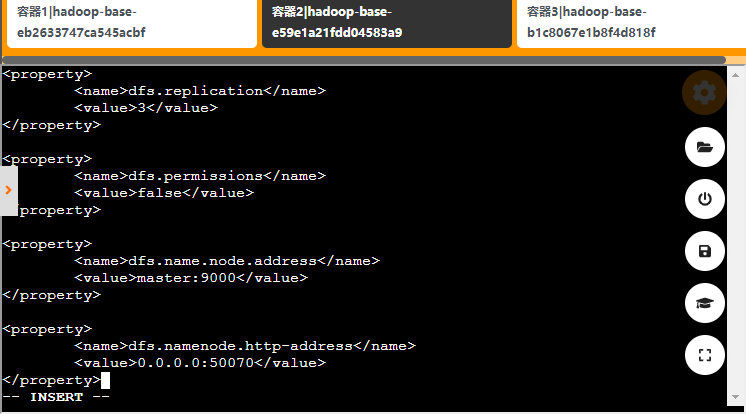 容器1|hadoop-base-
eb2633747ca545acbf
容器2|hadoop-base-
e59e1a21fdd04583a9
容器3|hadoop-base-
b1c8067e1b8f4d818f
<property>
        <name>dfs.replication</name>
        <value>3</value>
</property>
<property>
        <name>dfs.permissions</name>
        <value>false</value>
/property>
<property>
        <name>dfs.name.node.address</name>
        <value>master:9000</value>
</property>
<property>
        <name>dfs.namenode.http-address</name>
        <value>0.0.0.0:50070</value>
</property>
-- INSERT --